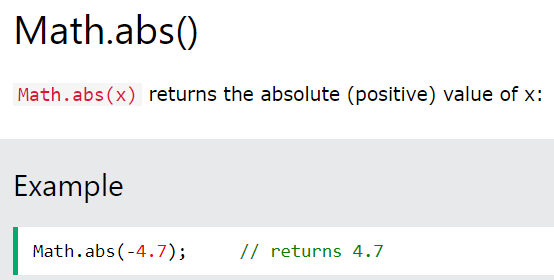 Math.abs()
Math.abs(x) returns the absolute (positive) value of x:
Example
Math.abs(-4.7);     // returns 4.7